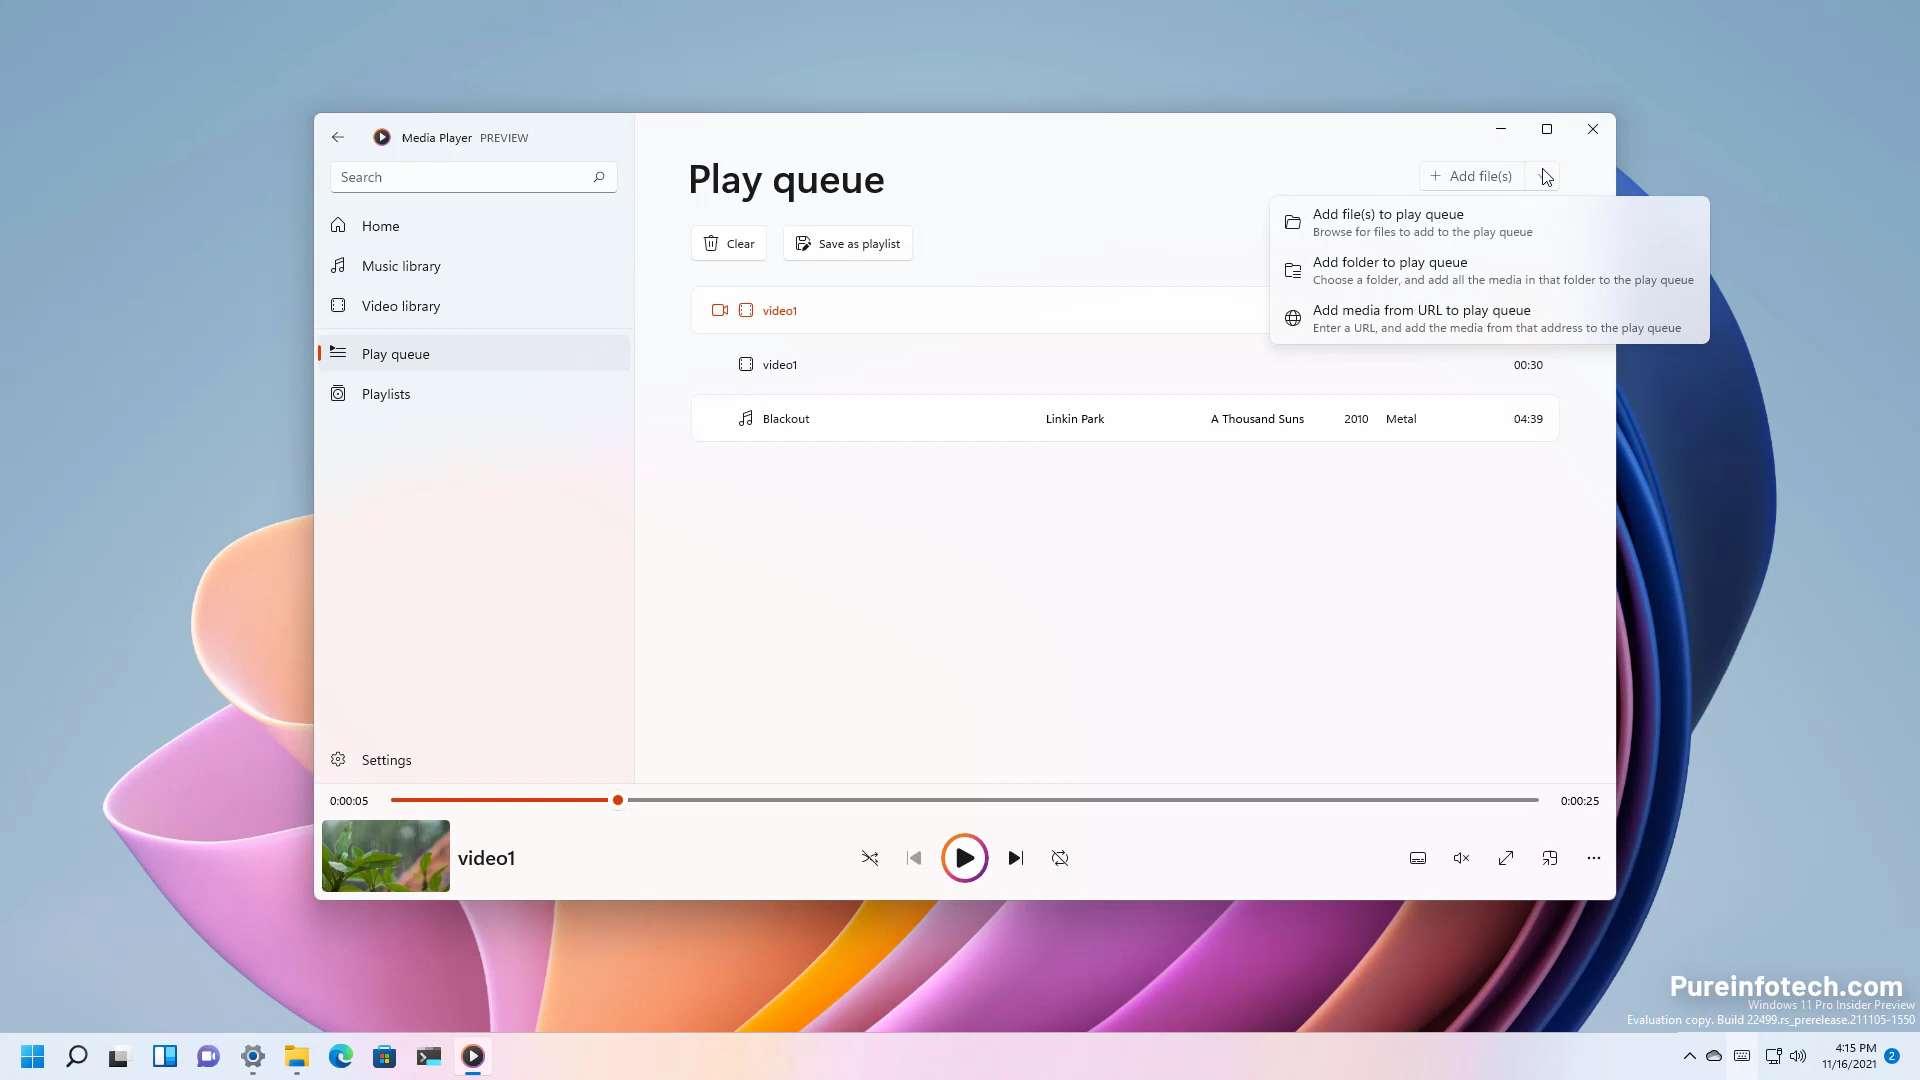 Media Player PREVIEW
Search
Home
Music library
Video library
Play queue
Playlists
Settings
Play queue
Add file(s)
Clear
Save as playlist
Add file(s) to play queue
Browse for files to add to the play queue
Add folder to play queue
Choose a folder, and add all the media in that folder to the play queue
Add media from URL to play queue
Enter a URL, and add the media from that address to the play queue
video1
video1 00:30
Blackout Linkin Park A Thousand Suns 2010 Metal 04:39
0:00:05 0:00:25
video1
Pureinfotech.com
Windows 11 Pro Insider Preview
Evaluation copy. Build 22499.rs_prerelease.211105-1550
4:15 PM
11/16/2021 2